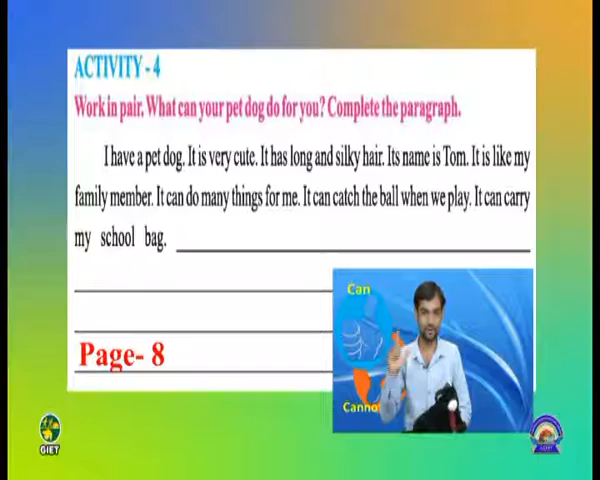 ACTIVITY - 4
Work in pair. What can your pet dog do for you? Complete the paragraph.
I have a pet dog. It is very cute. It has long and silky hair. Its name is Tom. It is like my
family member. It can do many things for me. It can catch the ball when we play. It can carry
my school bag.
Can
Page- 8
Canno
GIET